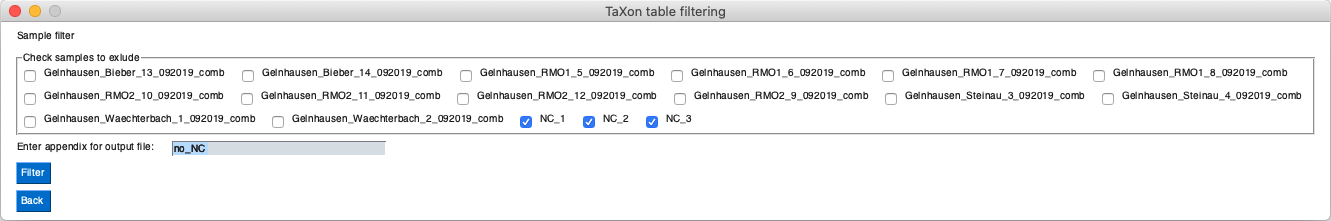 TaXon table filtering
Sample filter
Check samples to exlude
Gelnhausen_Bieber_13_092019_comb Gelnhausen_Bieber_14_092019_comb Gelnhausen_RMO1_5_092019_comb Gelnhausen_RMO1_6_092019_comb Gelnhausen_RMO1_7_092019_comb Gelnhausen_RMO1_8_092019_comb
Gelnhausen_RMO2_10_092019_comb Gelnhausen_RMO2_11_092019_comb Gelnhausen_RMO2_12_092019_comb Gelnhausen_RMO2_9_092019_comb Gelnhausen_Steinau_3_092019_comb Gelnhausen_Steinau_4_092019_comb
Gelnhausen_Waechterbach_1_092019_comb Gelnhausen_Waechterbach_2_092019_comb NC_1 NC_2 NC_3
Enter appendix for output file: no_NC
Filter
Back